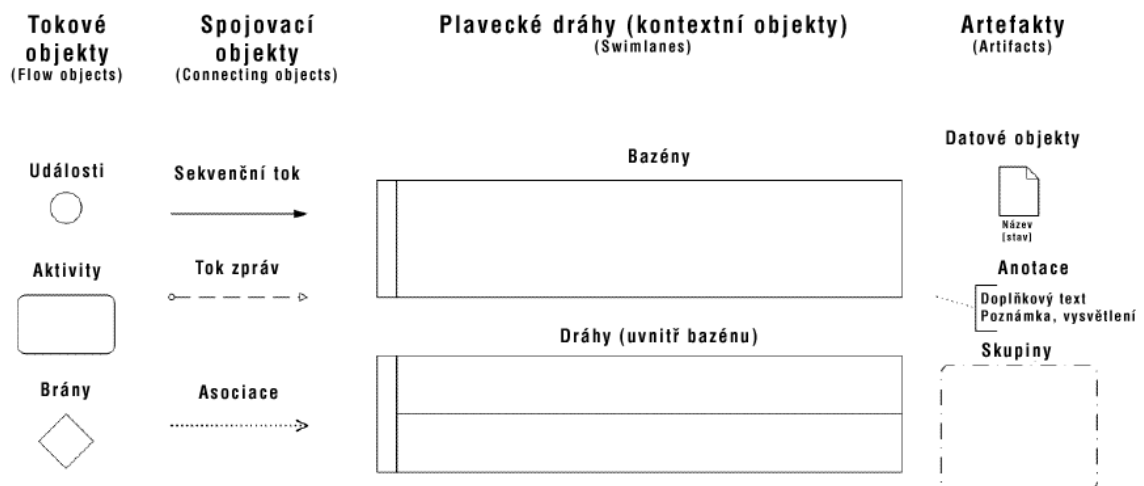 Tokové
objekty
(Flow objects)
Spojovací
objekty
(Connecting objects)
Plavecké dráhy (kontextní objekty)
(Swimlanes)
Artefakty
(Artifacts)
Události
Aktivity
Brány
Sekvenční tok
Tok zpráv
Asociace
Bazény
Dráhy (uvnitř bazénu)
Datové objekty
Název
[stav]
Anotace
Doplňkový text
Poznámka, vysvětlení
Skupiny